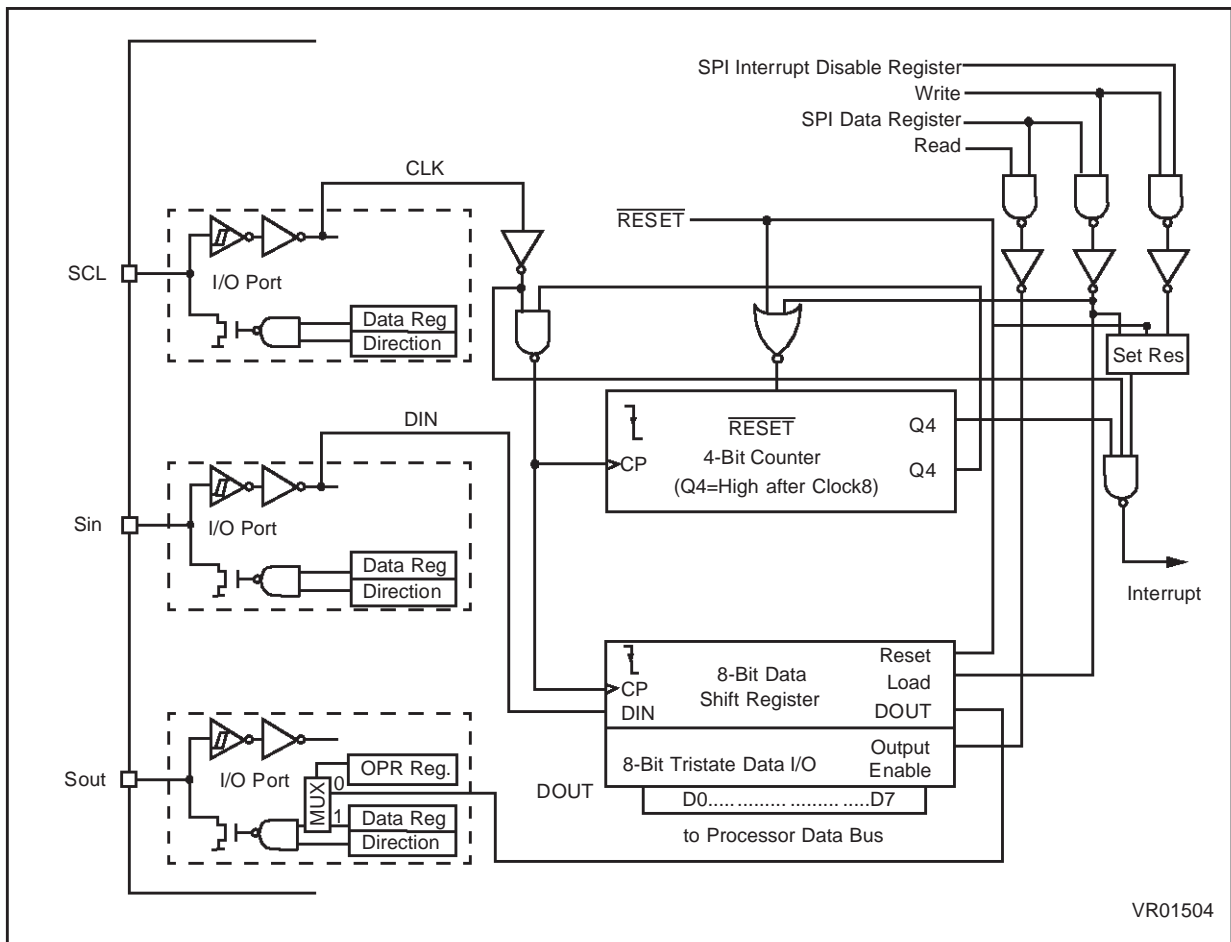 SPI Interrupt Disable Register
Write
SPI Data Register
Read
CLK
RESET
SCL
I/O Port
Data Reg
Direction
Set Res
DIN
RESET
4-Bit Counter
(Q4=High after Clock8)
CP
Q4
Q4
Sin
I/O Port
Data Reg
Direction
Interrupt
CP
DIN
8-Bit Data
Shift Register
Reset
Load
DOUT
Sout
I/O Port
OPR Reg.
MUX
0
1
Data Reg
Direction
DOUT
8-Bit Tristate Data I/O
Output
Enable
D0..... ......... ......... .....D7
to Processor Data Bus
VR01504